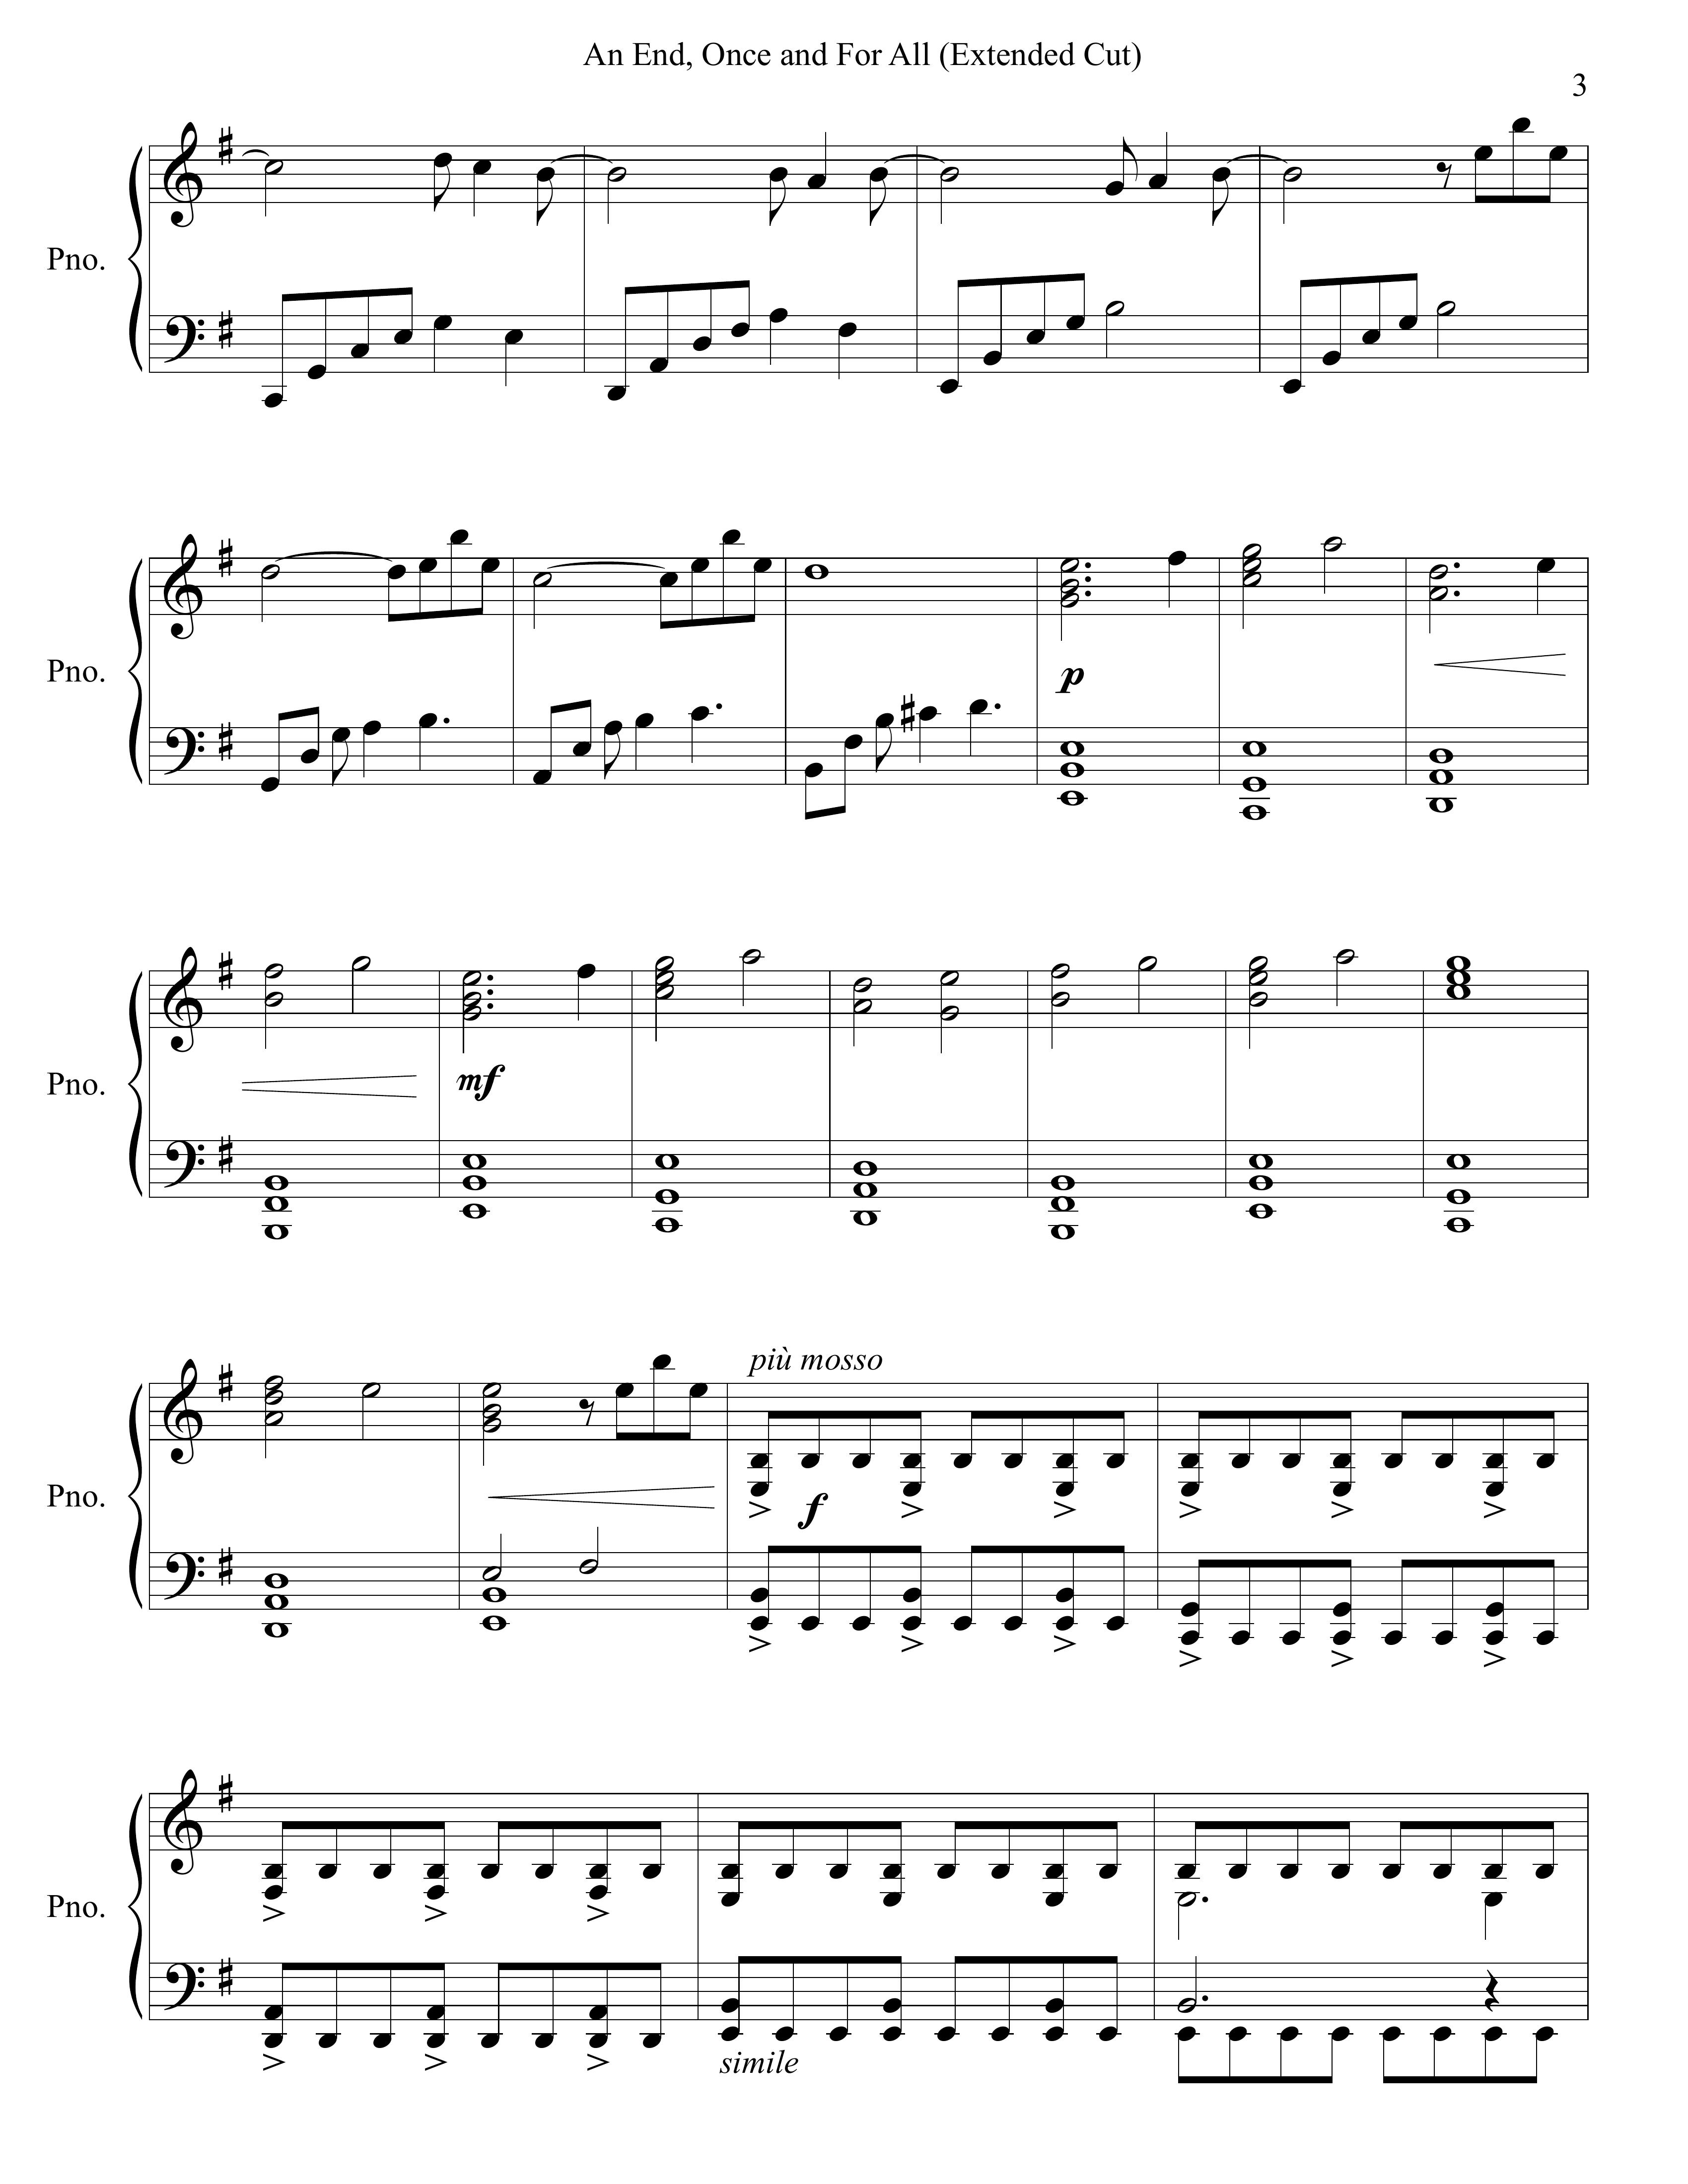 An End, Once and For All (Extended Cut)
3
Pno.
Pno.
p
Pno.
mf
Pno.
più mosso
f
Pno.
simile